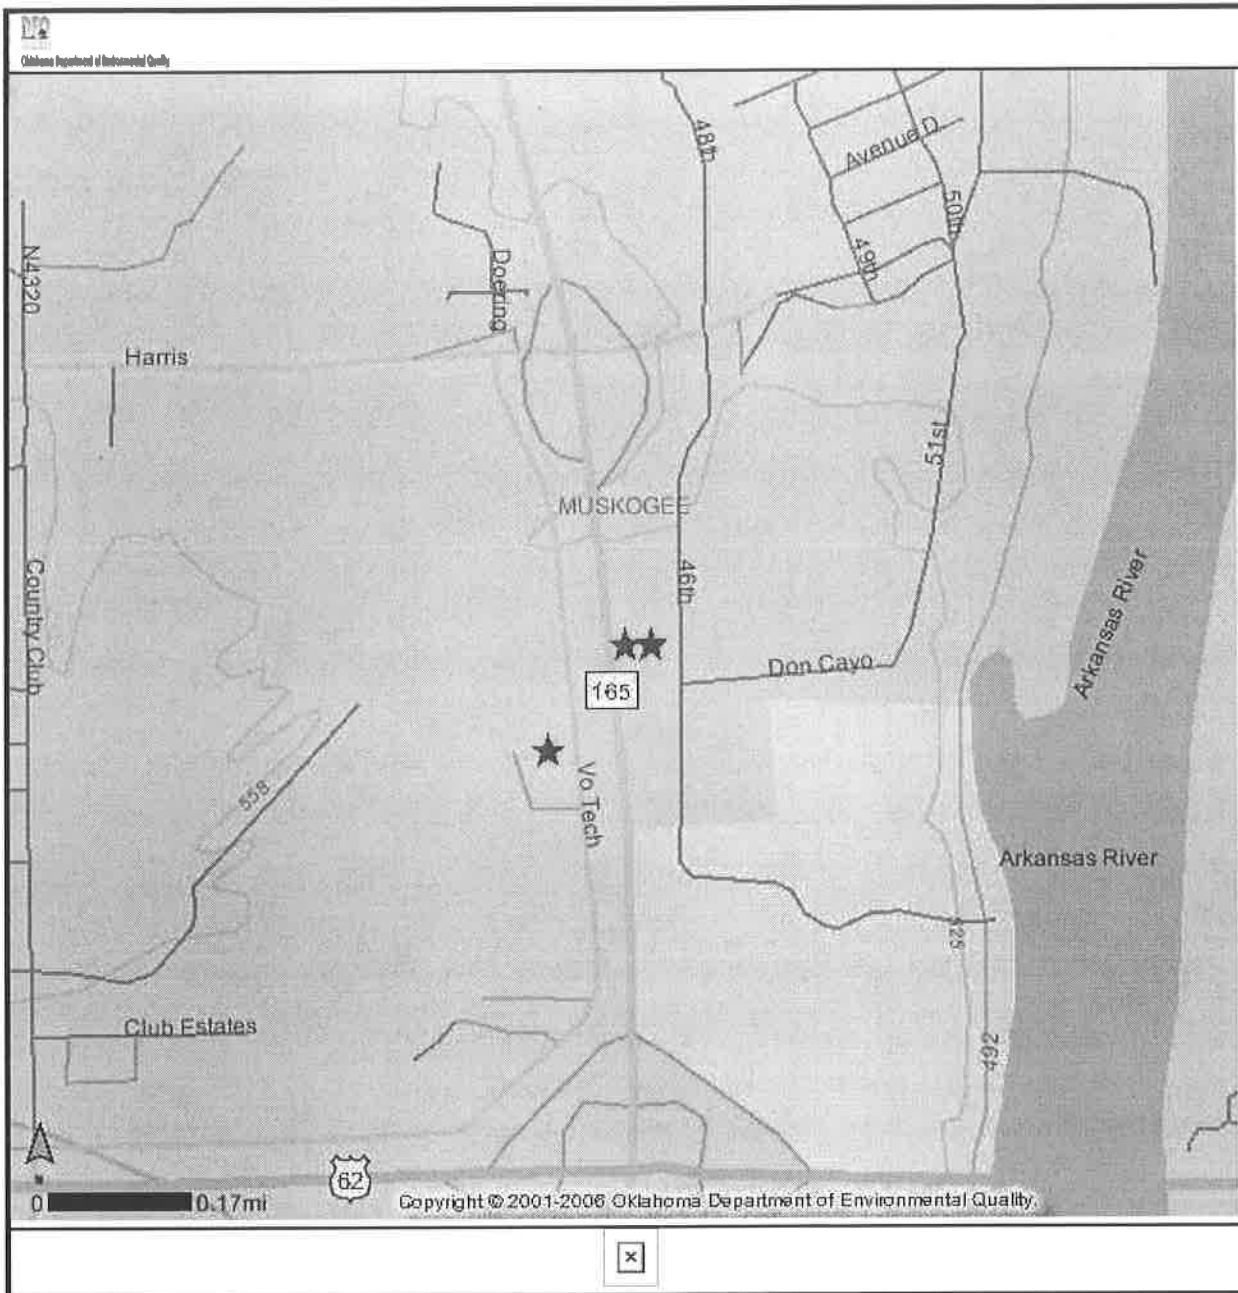 DEQ
Oklahoma Department of Environmental Quality
48th
Avenue D
50th
49th
N4320
Doering
Harris
51st
MUSKOGEE
46th
Country Club
Arkansas River
Don Cayo
165
Vo Tech
558
Arkansas River
525
Club Estates
492
62
0 0.17mi
Copyright © 2001-2006 Oklahoma Department of Environmental Quality.